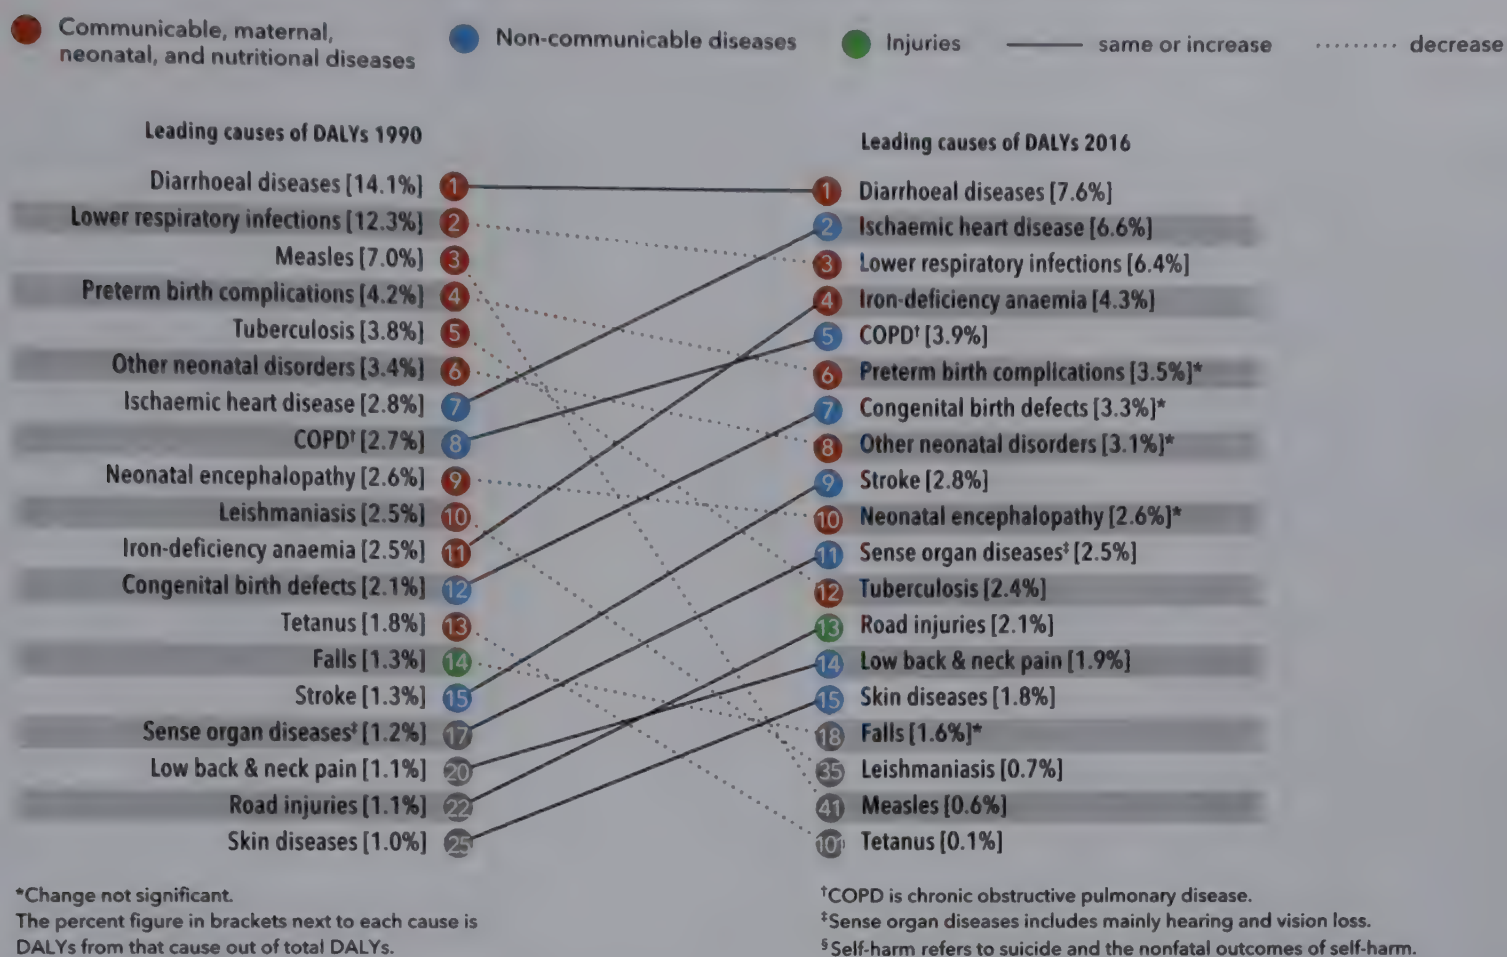 Communicable, maternal,
neonatal, and nutritional diseases
Non-communicable diseases
Injuries
same or increase
decrease
Leading causes of DALYs 1990
Diarrhoeal diseases [14.1%] 1
Lower respiratory infections [12.3%] 2
Measles [7.0%] 3
Preterm birth complications [4.2%] 4
Tuberculosis [3.8%] 5
Other neonatal disorders [3.4%] 6
Ischaemic heart disease [2.8%] 7
COPD† [2.7%] 8
Neonatal encephalopathy [2.6%] 9
Leishmaniasis [2.5%] 10
Iron-deficiency anaemia [2.5%] 11
Congenital birth defects [2.1%] 12
Tetanus [1.8%] 13
Falls [1.3%] 14
Stroke [1.3%] 15
Sense organ diseases‡ [1.2%] 17
Low back & neck pain [1.1%] 20
Road injuries [1.1%] 22
Skin diseases [1.0%] 25
Leading causes of DALYs 2016
1 Diarrhoeal diseases [7.6%]
2 Ischaemic heart disease [6.6%]
3 Lower respiratory infections [6.4%]
4 Iron-deficiency anaemia [4.3%]
5 COPD† [3.9%]
6 Preterm birth complications [3.5%]*
7 Congenital birth defects [3.3%]*
8 Other neonatal disorders [3.1%]*
9 Stroke [2.8%]
10 Neonatal encephalopathy [2.6%]*
11 Sense organ diseases‡ [2.5%]
12 Tuberculosis [2.4%]
13 Road injuries [2.1%]
14 Low back & neck pain [1.9%]
15 Skin diseases [1.8%]
18 Falls [1.6%]*
35 Leishmaniasis [0.7%]
41 Measles [0.6%]
Tetanus [0.1%]
*Change not significant.
The percent figure in brackets next to each cause is
DALYs from that cause out of total DALYs.
†COPD is chronic obstructive pulmonary disease.
‡Sense organ diseases includes mainly hearing and vision loss.
§Self-harm refers to suicide and the nonfatal outcomes of self-harm.